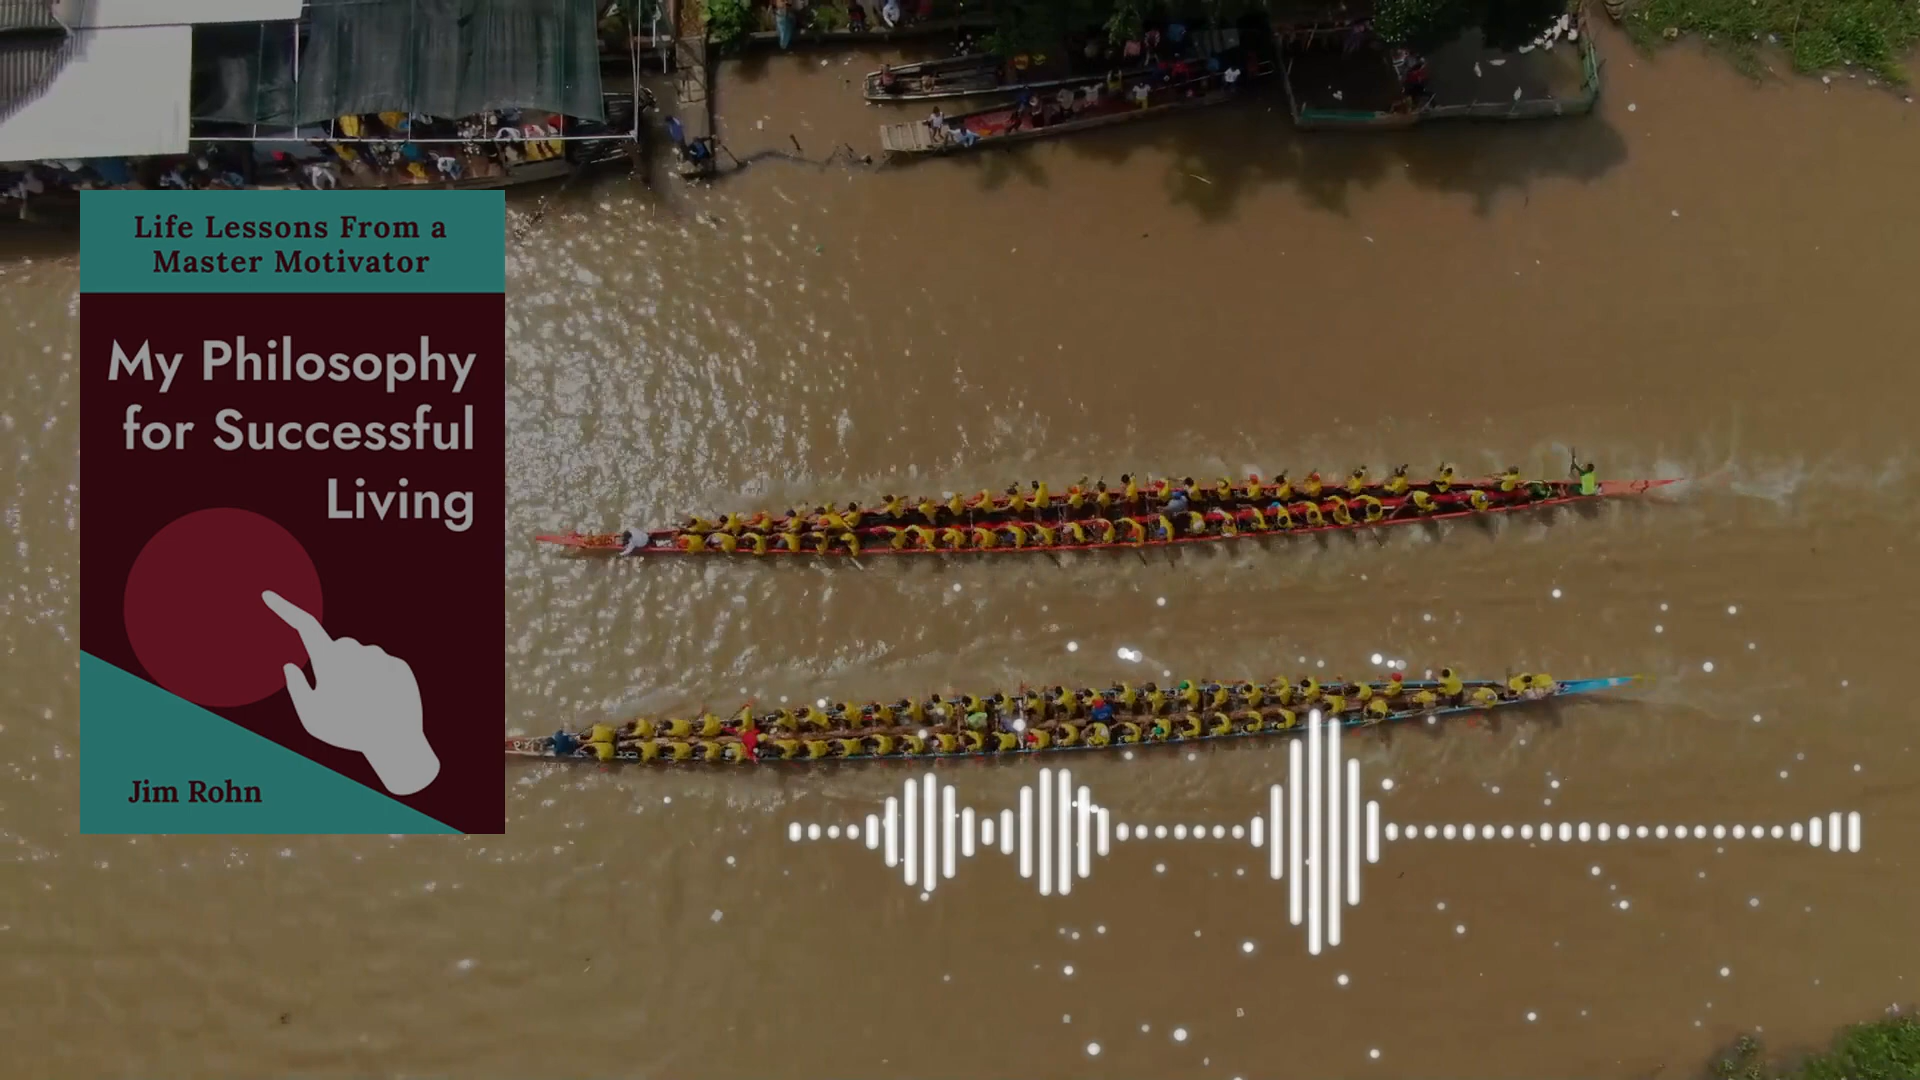 Life Lessons From a
Master Motivator
My Philosophy
for Successful
Living
Jim Rohn